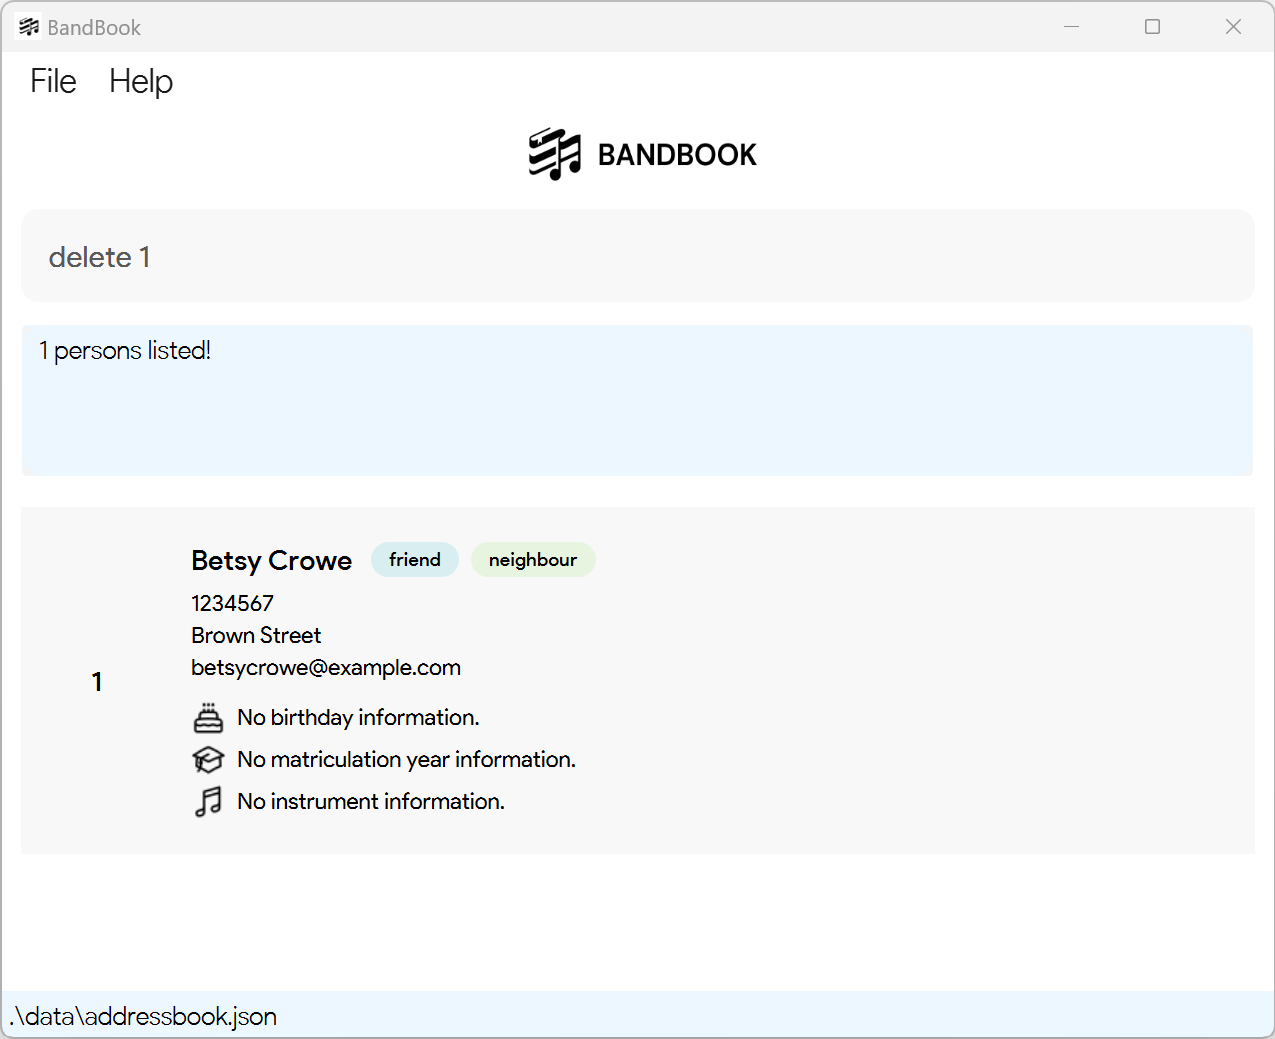 BandBook
File Help
BANDBOOK
delete 1
1 persons listed!
Betsy Crowe friend neighbour
1234567
Brown Street
betsycrowe@example.com
1
No birthday information.
No matriculation year information.
No instrument information.
.\data\addressbook.json